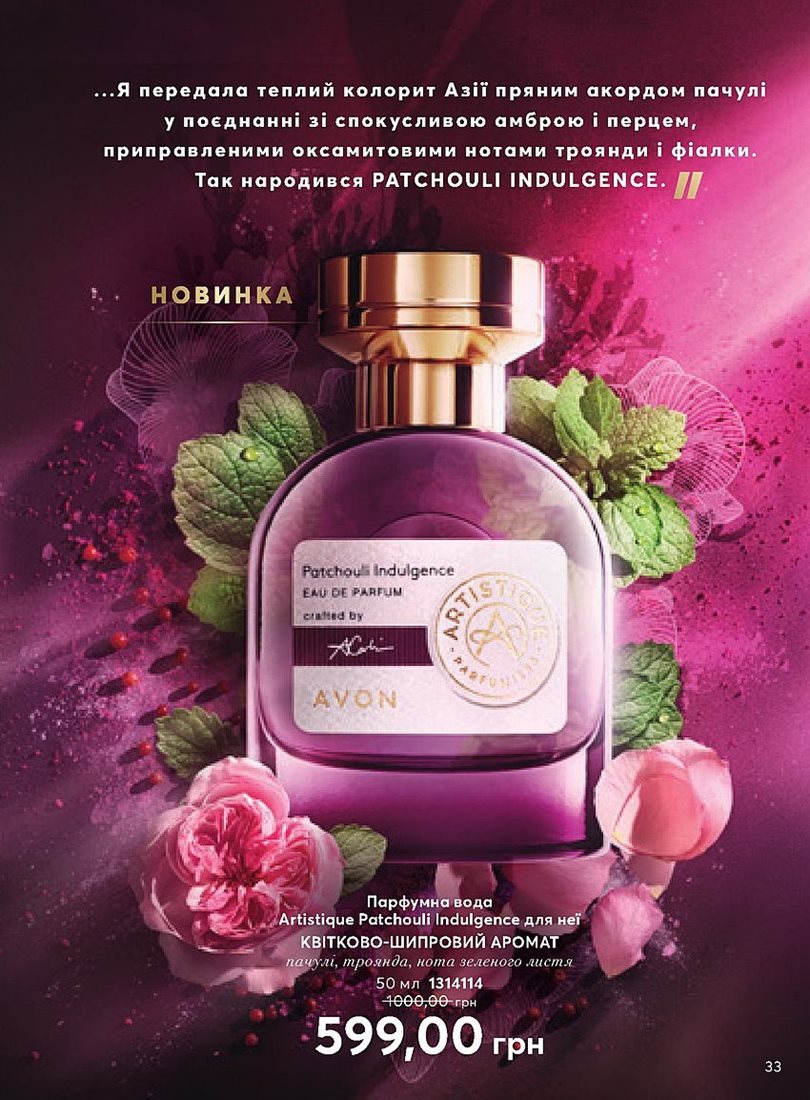 ...Я передала теплий колорит Азії пряним акордом пачулі
у поєднанні зі спокусливою амброю і перцем,
приправленими оксамитовими нотами троянди і фіалки.
Так народився PATCHOULI INDULGENCE.
НОВИНКА
Patchouli Indulgence
EAU DE PARFUM
crafted by
AVON
ARTISTIQUE
PARFUMIERS
Парфумна вода
Artistique Patchouli Indulgence для неї
КВІТКОВО-ШИПРОВИЙ АРОМАТ
пачулі, троянда, нота зеленого листя
50 мл 1314114
1000,00 грн
599,00 грн
33